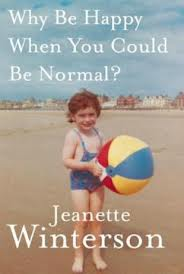 Why Be Happy
When You Could
Be Normal?
Jeanette
Winterson